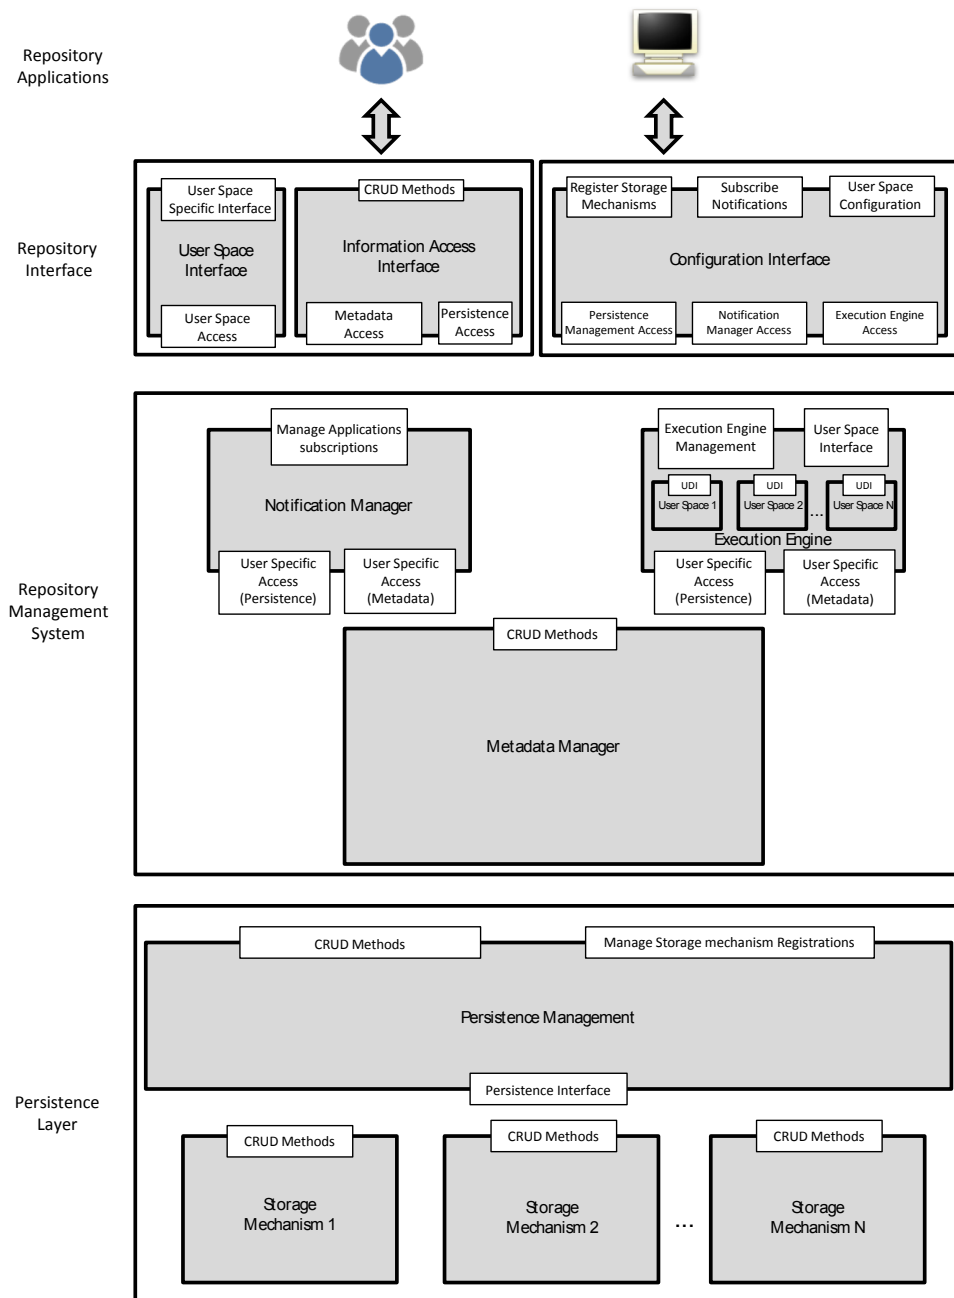 Repository
Applications
Repository
Interface
User Space
Specific Interface
User Space
Interface
User Space
Access
CRUD Methods
Information Access
Interface
Metadata
Access
Persistence
Access
Register Storage
Mechanisms
Subscribe
Notifications
User Space
Configuration
Configuration Interface
Persistence
Management Access
Notification
Manager Access
Execution Engine
Access
Repository
Management
System
Manage Applications
subscriptions
Notification Manager
User Specific
Access
(Persistence)
User Specific
Access
(Metadata)
Execution Engine
Management
User Space
Interface
UDI
User Space 1
UDI
User Space 2
...
UDI
User Space N
Execution Engine
User Specific
Access
(Persistence)
User Specific
Access
(Metadata)
CRUD Methods
Metadata Manager
Persistence
Layer
CRUD Methods
Manage Storage mechanism Registrations
Persistence Management
Persistence Interface
CRUD Methods
Storage
Mechanism 1
CRUD Methods
Storage
Mechanism 2
...
CRUD Methods
Storage
Mechanism N